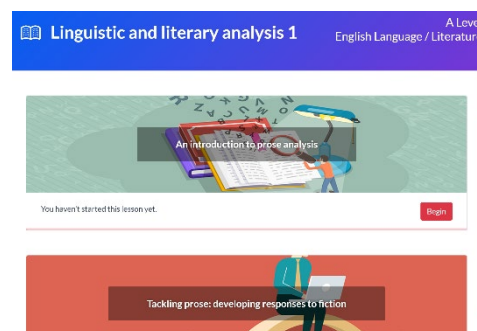 Linguistic and literary analysis 1
A Leve
English Language / Literature
An introduction to prose analysis
You haven't started this lesson yet.
Begin
Tackling prose: developing responses to fiction